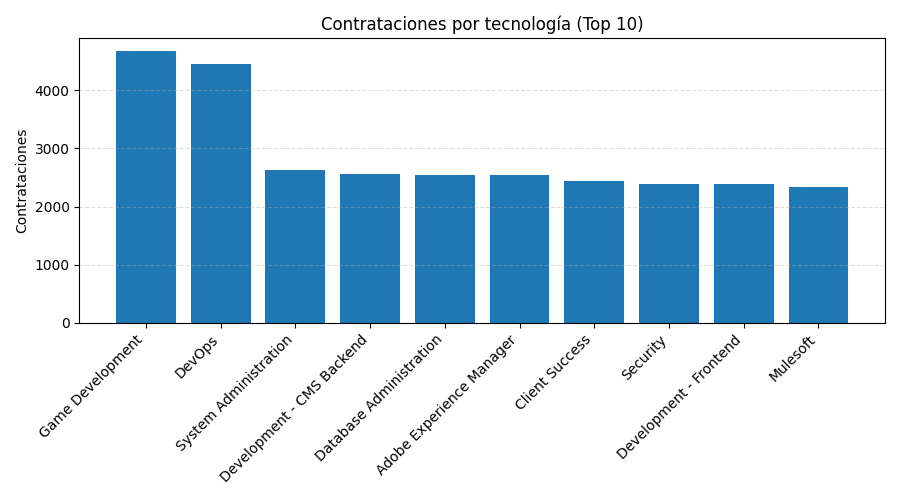 Contrataciones por tecnología (Top 10)
Contrataciones
4000
3000
2000
1000
0
Game Development
DevOps
System Administration
Development - CMS Backend
Database Administration
Adobe Experience Manager
Client Success
Security
Development - Frontend
Mulesoft